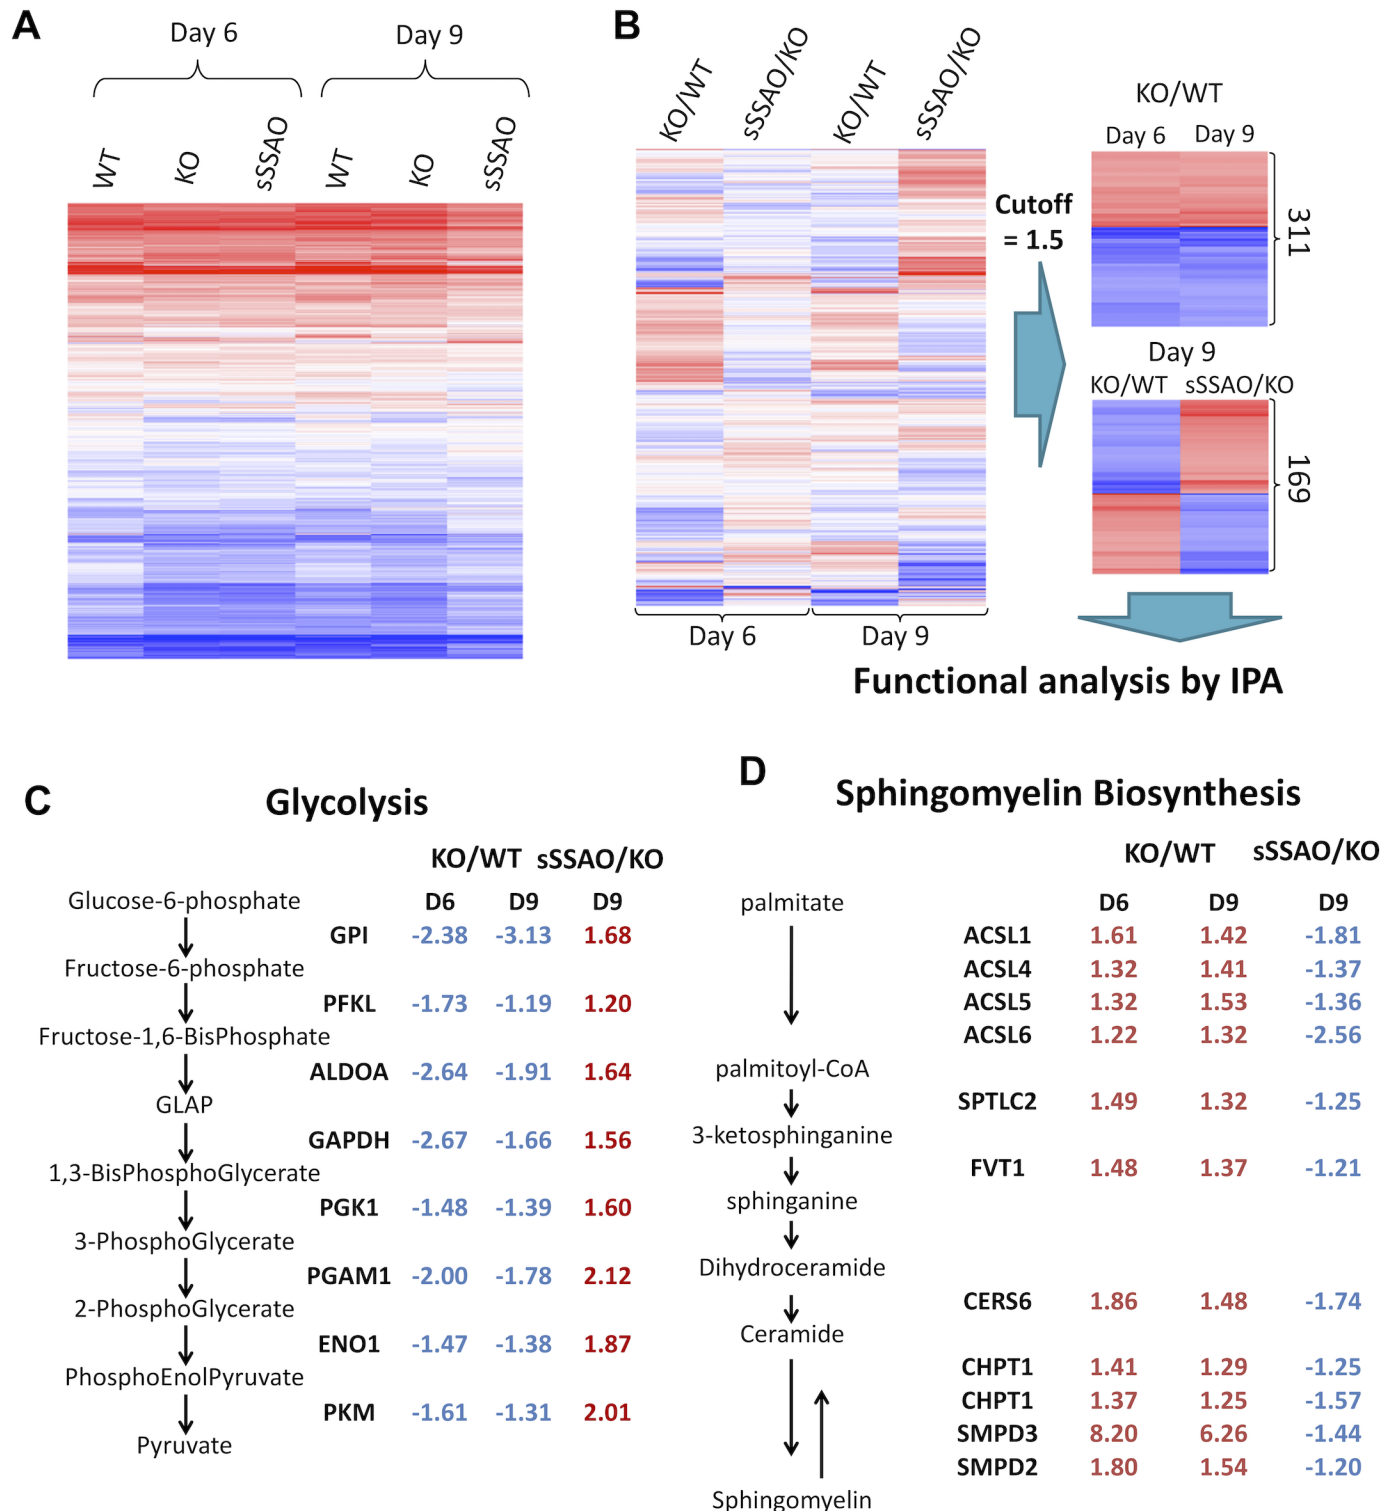 A
Day 6
Day 9
WT
KO
sSSAO
WT
KO
sSSAO
B
KO/WT
sSSAO/KO
KO/WT
sSSAO/KO
Day 6
Day 9
Cutoff
= 1.5
KO/WT
Day 6 Day 9
311
Day 9
KO/WT sSSAO/KO
169
Functional analysis by IPA
C
Glycolysis
KO/WT sSSAO/KO
D6 D9 D9
Glucose-6-phosphate
GPI -2.38 -3.13 1.68
Fructose-6-phosphate
PFKL -1.73 -1.19 1.20
Fructose-1,6-BisPhosphate
ALDOA -2.64 -1.91 1.64
GLAP
GAPDH -2.67 -1.66 1.56
1,3-BisPhosphoGlycerate
PGK1 -1.48 -1.39 1.60
3-PhosphoGlycerate
PGAM1 -2.00 -1.78 2.12
2-PhosphoGlycerate
ENO1 -1.47 -1.38 1.87
PhosphoEnolPyruvate
PKM -1.61 -1.31 2.01
Pyruvate
D
Sphingomyelin Biosynthesis
KO/WT sSSAO/KO
D6 D9 D9
palmitate
ACSL1 1.61 1.42 -1.81
ACSL4 1.32 1.41 -1.37
ACSL5 1.32 1.53 -1.36
ACSL6 1.22 1.32 -2.56
palmitoyl-CoA
SPTLC2 1.49 1.32 -1.25
3-ketosphinganine
FVT1 1.48 1.37 -1.21
sphinganine
Dihydroceramide
CERS6 1.86 1.48 -1.74
Ceramide
CHPT1 1.41 1.29 -1.25
CHPT1 1.37 1.25 -1.57
SMPD3 8.20 6.26 -1.44
SMPD2 1.80 1.54 -1.20
Sphingomyelin